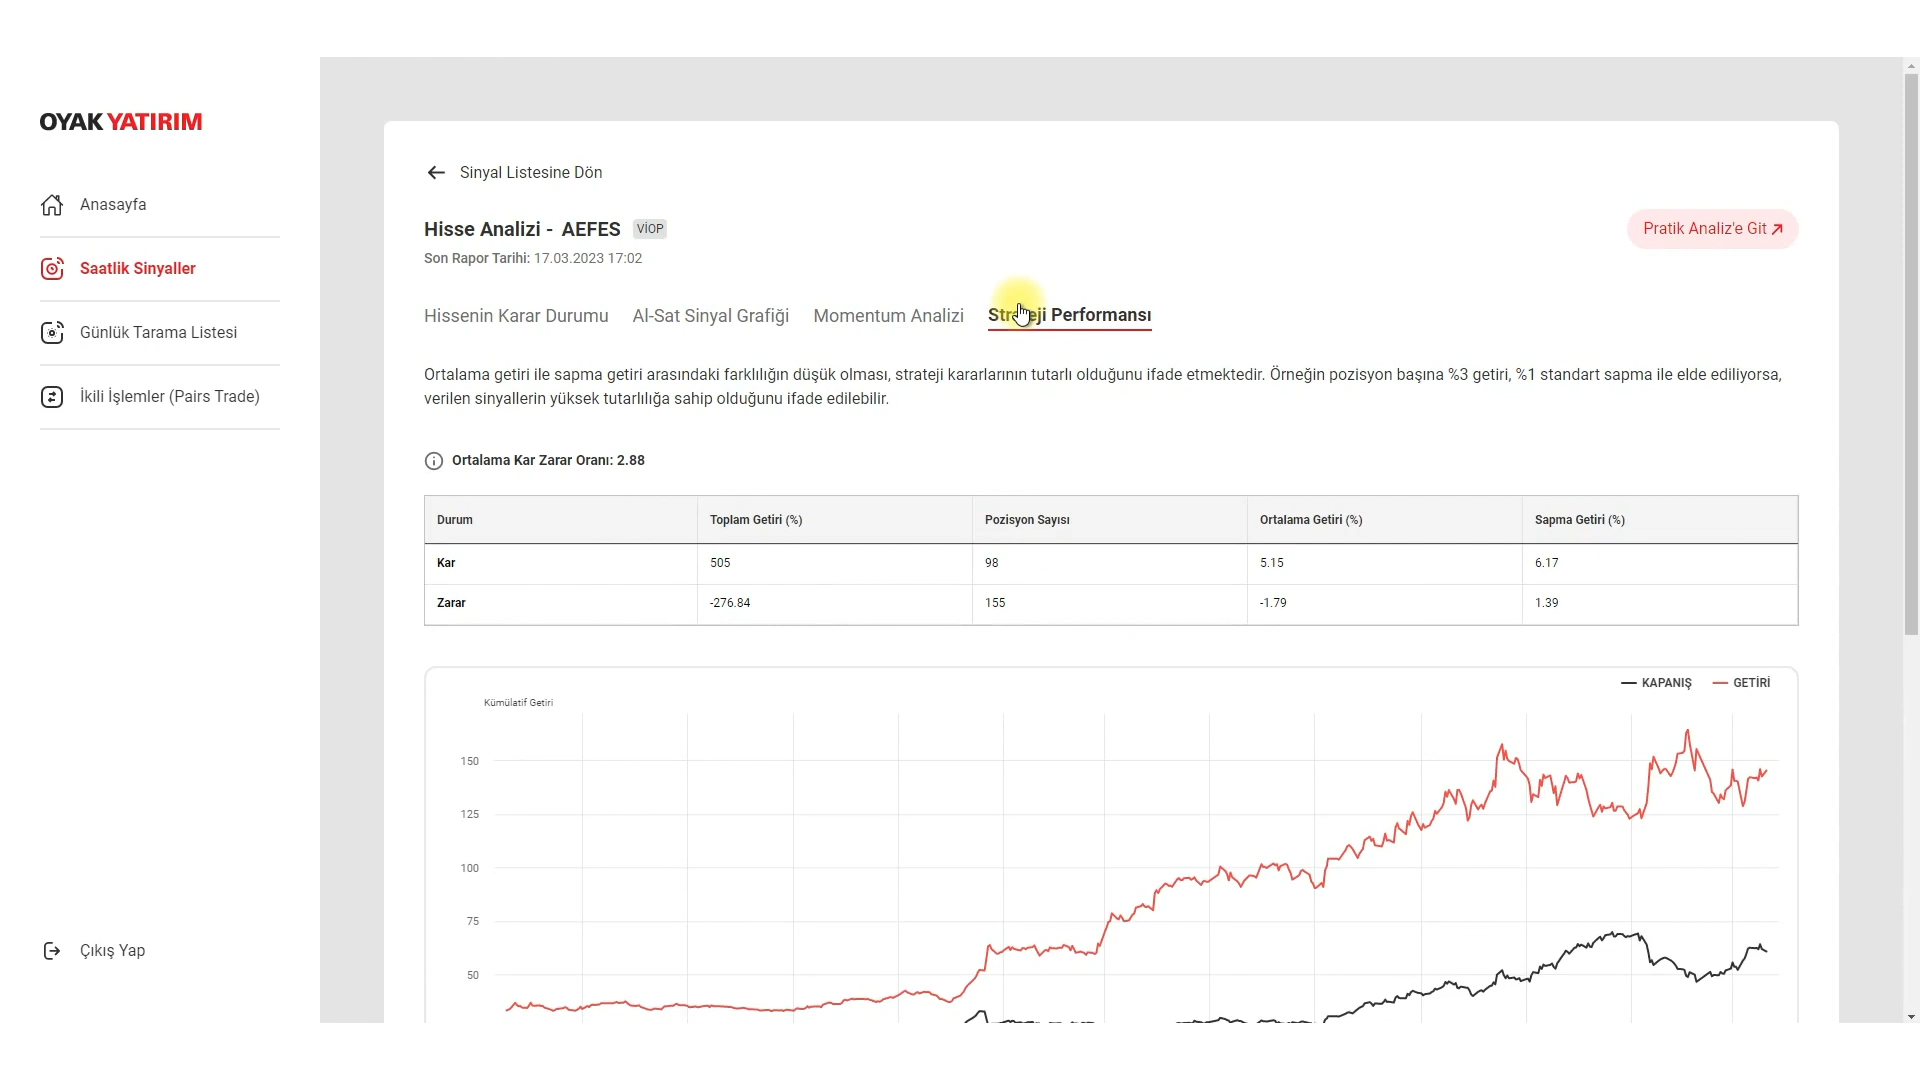 OYAK YATIRIM
Anasayfa
Saatlik Sinyaller
Günlük Tarama Listesi
İkili İşlemler (Pairs Trade)
Çıkış Yap
Sinyal Listesine Dön
Hisse Analizi - AEFES VİOP
Pratik Analiz'e Git
Son Rapor Tarihi: 17.03.2023 17:02
Hissenin Karar Durumu Al-Sat Sinyal Grafiği Momentum Analizi Strateji Performansı
Ortalama getiri ile sapma getiri arasındaki farklılığın düşük olması, strateji kararlarının tutarlı olduğunu ifade etmektedir. Örneğin pozisyon başına %3 getiri, %1 standart sapma ile elde ediliyorsa,
verilen sinyallerin yüksek tutarlılığa sahip olduğunu ifade edilebilir.
Ortalama Kar Zarar Oranı: 2.88
Durum Toplam Getiri (%) Pozisyon Sayısı Ortalama Getiri (%) Sapma Getiri (%)
Kar 505 98 5.15 6.17
Zarar -276.84 155 -1.79 1.39
KAPANIŞ GETİRİ
Kümülatif Getiri
150
125
100
75
50